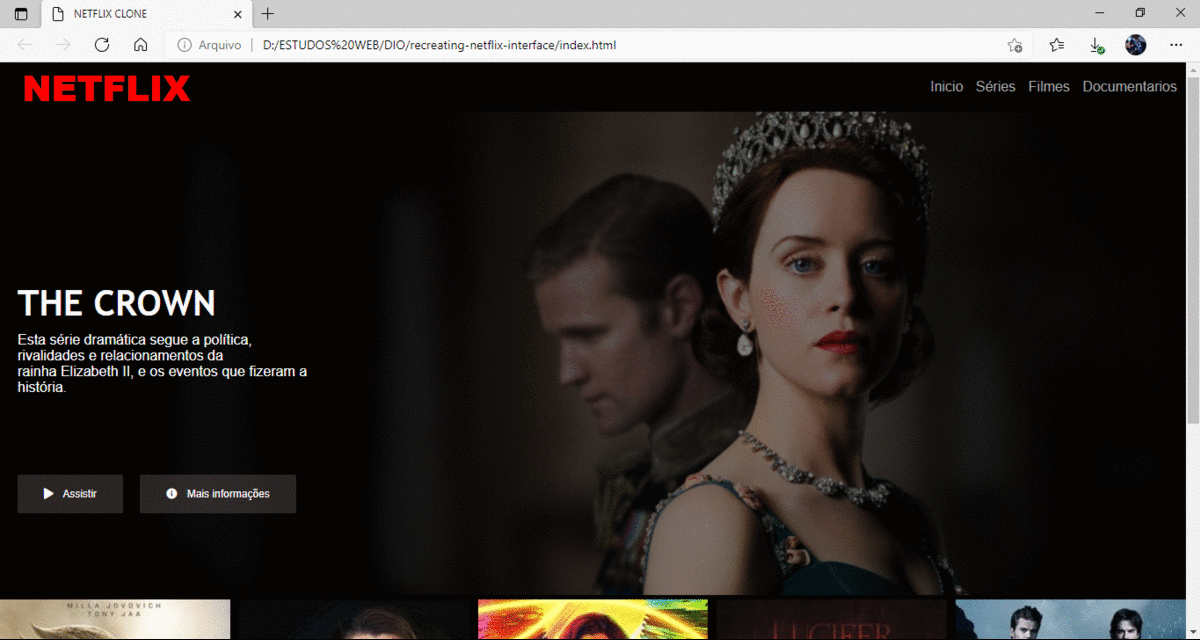 NETFLIX CLONE
Arquivo
D:/ESTUDOS%20WEB/DIO/recreating-netflix-interface/index.html
NETFLIX
Inicio Séries Filmes Documentarios
THE CROWN
Esta série dramática segue a política,
rivalidades e relacionamentos da
rainha Elizabeth II, e os eventos que fizeram a
história.
Assistir
Mais informações
MILLA JOVOVICH
TONY JAA
LUCIFER